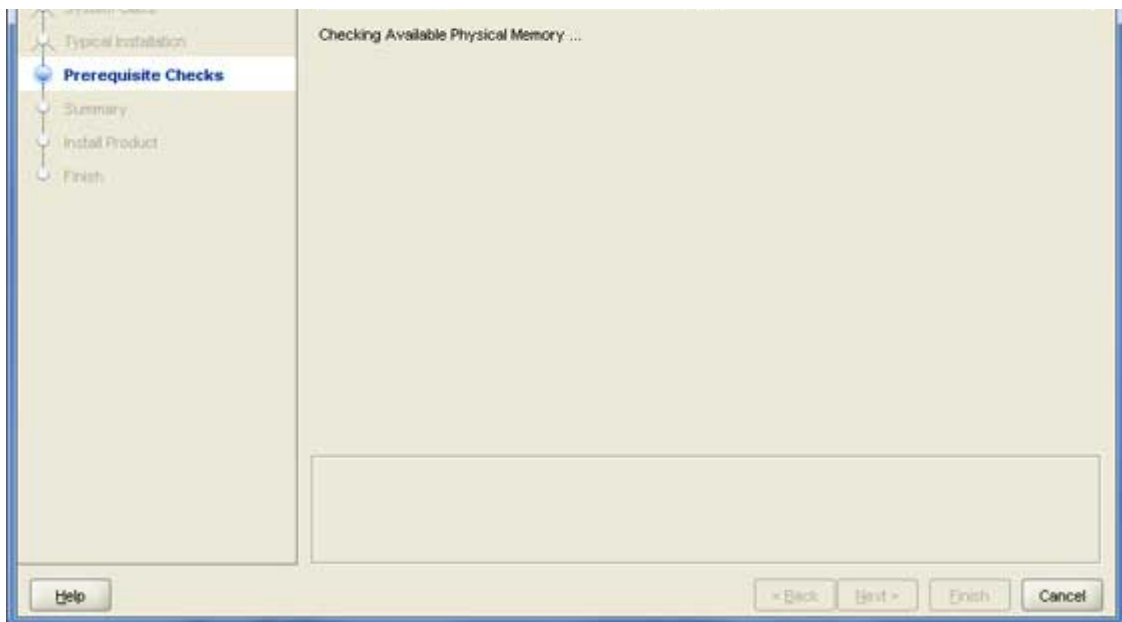 Typical Installation
Prerequisite Checks
Summary
Install Product
Finish
Checking Available Physical Memory ...
Help
< Back
Next >
Finish
Cancel